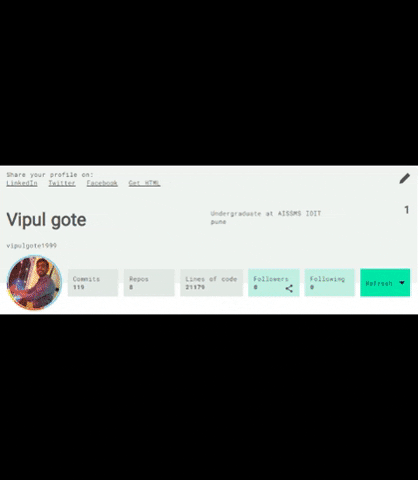 Share your profile on:
LinkedIn Twitter Facebook Get HTML
Vipul gote
Undergraduate at AISSMS IOIT
pune
1
vipulgote1999
Commits
119
Repos
8
Lines of code
21179
Followers
0
Following
0
Refresh